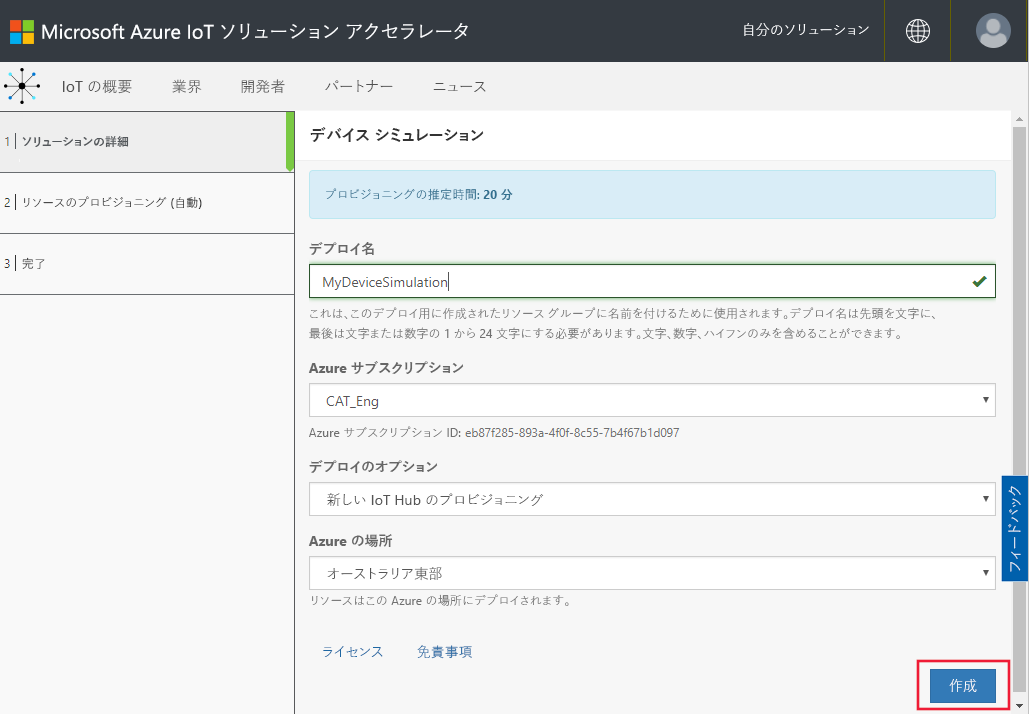 Microsoft Azure IoT ソリューション アクセラレータ
自分のソリューション
IoT の概要 業界 開発者 パートナー ニュース
1 ソリューションの詳細
2 リソースのプロビジョニング (自動)
3 完了
デバイス シミュレーション
プロビジョニングの推定時間: 20 分
デプロイ名
MyDeviceSimulation
これは、このデプロイ用に作成されたリソース グループに名前を付けるために使用されます。デプロイ名は先頭を文字に、
最後は文字または数字の 1 から 24 文字にする必要があります。文字、数字、ハイフンのみを含めることができます。
Azure サブスクリプション
CAT_Eng
Azure サブスクリプション ID: eb87f285-893a-4f0f-8c55-7b4f67b1d097
デプロイのオプション
新しい IoT Hub のプロビジョニング
Azure の場所
オーストラリア東部
リソースはこの Azure の場所にデプロイされます。
ライセンス 免責事項
作成
フィードバック